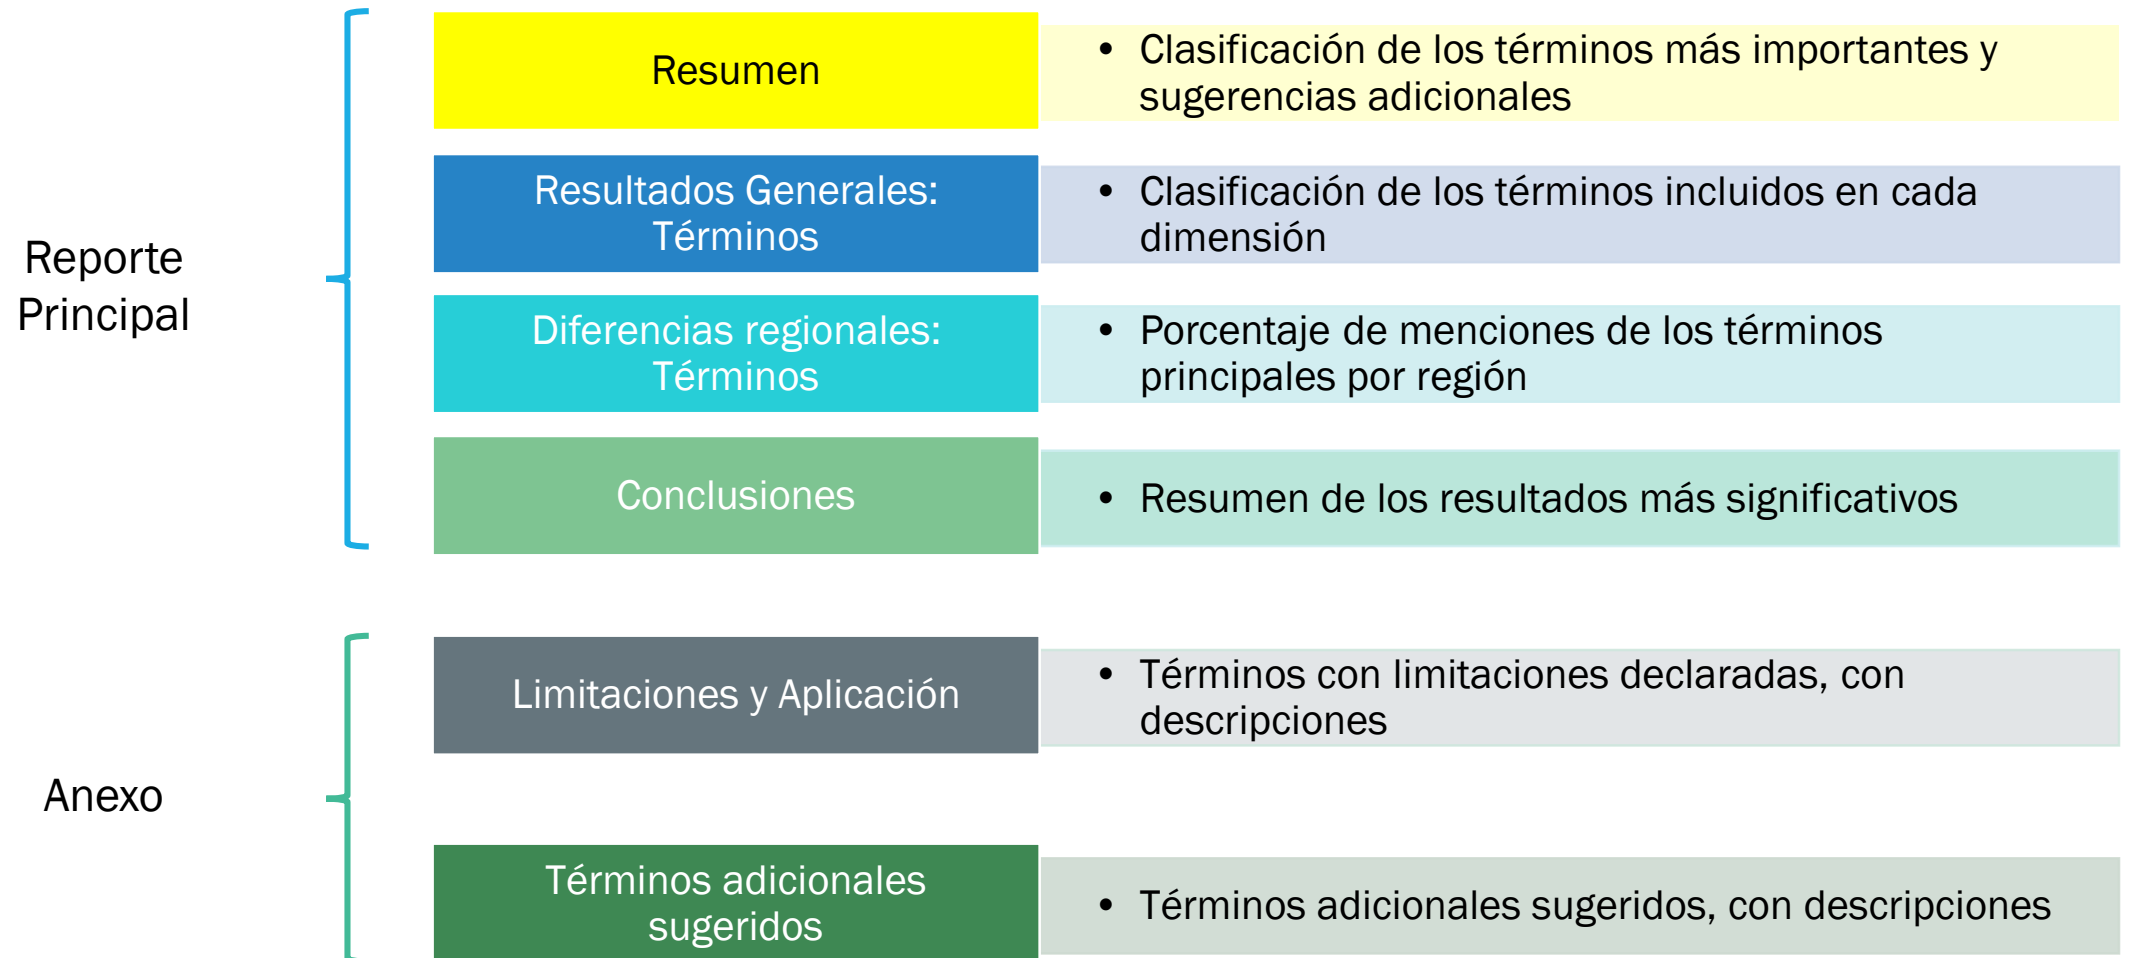 Reporte
Principal
Resumen
• Clasificación de los términos más importantes y
sugerencias adicionales
Resultados Generales:
Términos
• Clasificación de los términos incluidos en cada
dimensión
Diferencias regionales:
Términos
• Porcentaje de menciones de los términos
principales por región
Conclusiones
• Resumen de los resultados más significativos
Anexo
Limitaciones y Aplicación
• Términos con limitaciones declaradas, con
descripciones
Términos adicionales
sugeridos
• Términos adicionales sugeridos, con descripciones